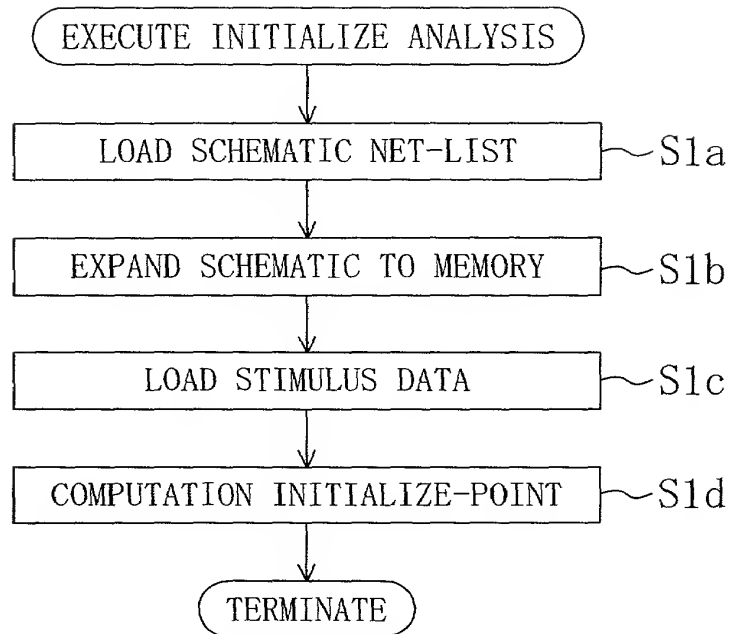 EXECUTE INITIALIZE ANALYSIS
LOAD SCHEMATIC NET-LIST
S1a
EXPAND SCHEMATIC TO MEMORY
S1b
LOAD STIMULUS DATA
S1c
COMPUTATION INITIALIZE-POINT
S1d
TERMINATE